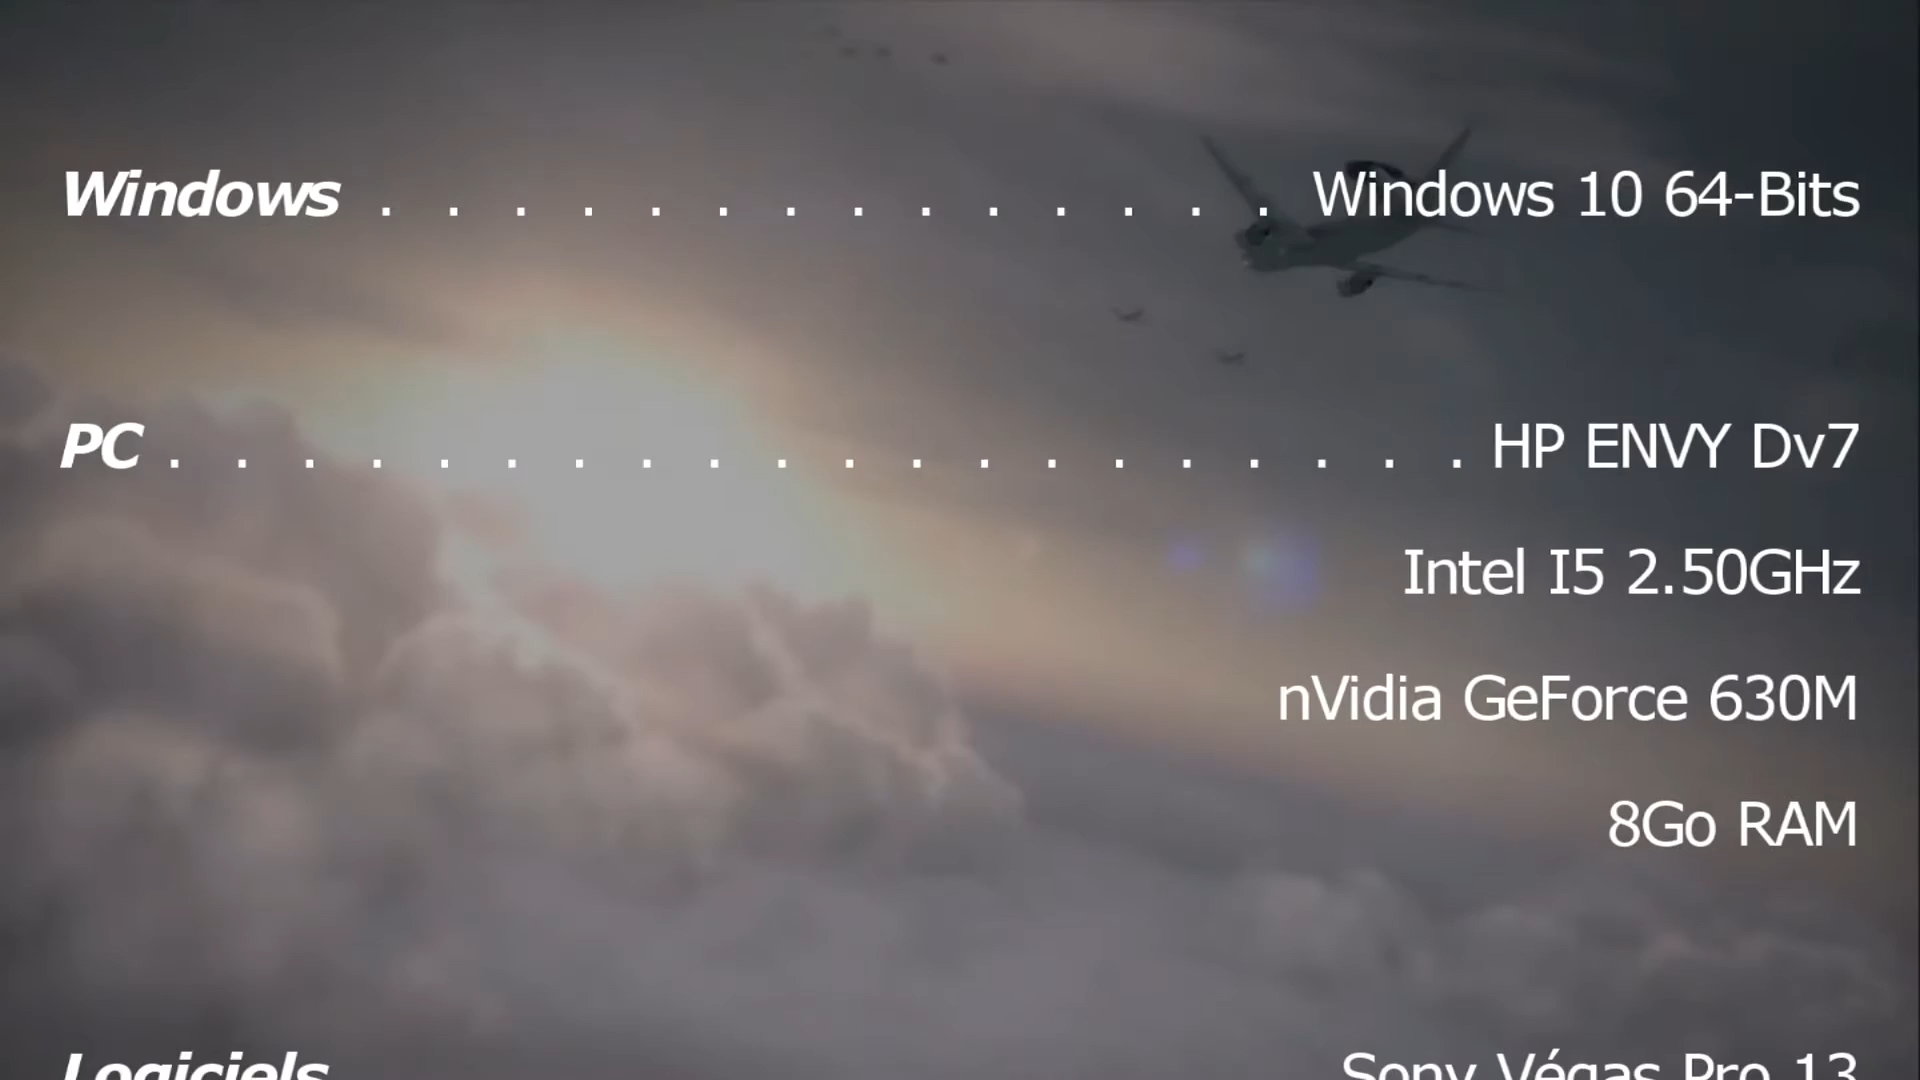 Windows . . . . . . . . . . . . . . Windows 10 64-Bits
PC . . . . . . . . . . . . . . . . . . . . HP ENVY Dv7
Intel I5 2.50GHz
nVidia GeForce 630M
8Go RAM
Logiciels Sony Végas Pro 13